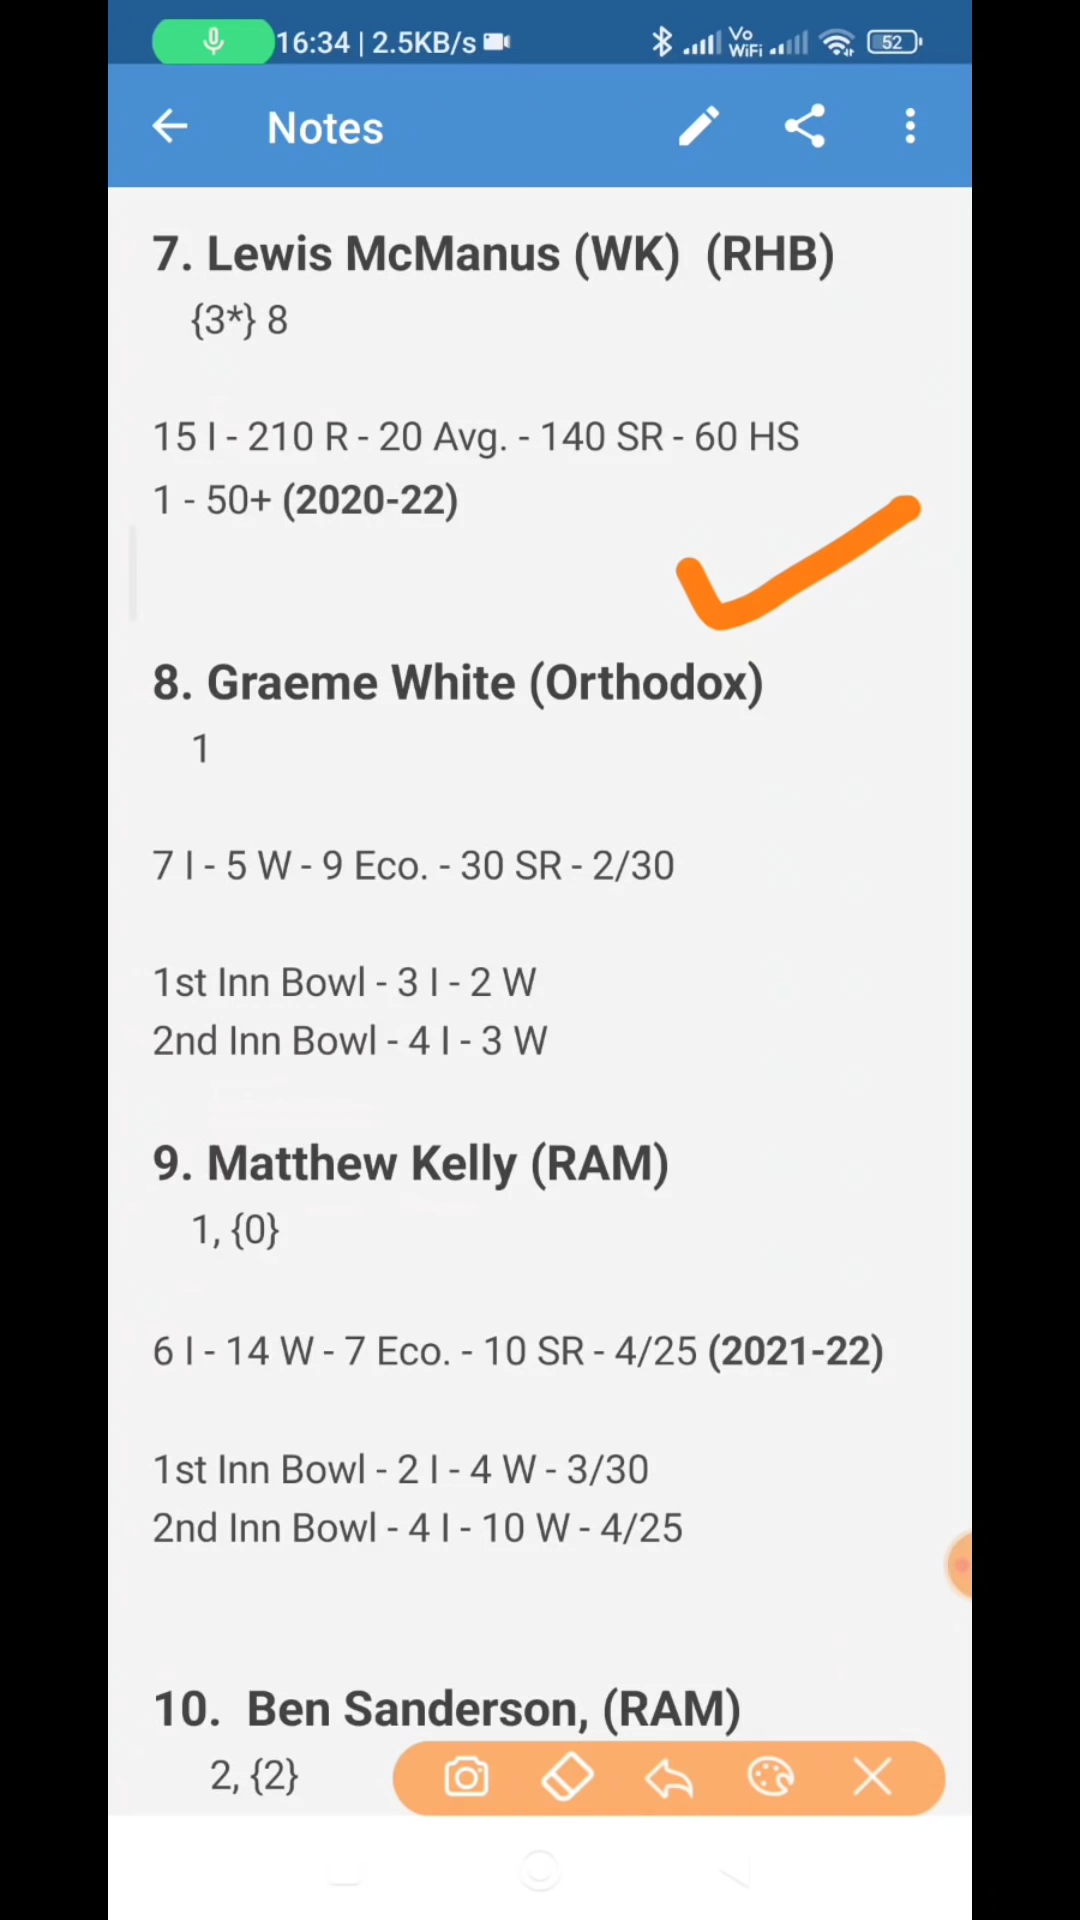 16:34 | 2.5KB/s Vo WiFi 52
Notes
7. Lewis McManus (WK) (RHB)
{3*} 8
15 I - 210 R - 20 Avg. - 140 SR - 60 HS
1 - 50+ (2020-22)
8. Graeme White (Orthodox)
1
7 I - 5 W - 9 Eco. - 30 SR - 2/30
1st Inn Bowl - 3 I - 2 W
2nd Inn Bowl - 4 I - 3 W
9. Matthew Kelly (RAM)
1, {0}
6 I - 14 W - 7 Eco. - 10 SR - 4/25 (2021-22)
1st Inn Bowl - 2 I - 4 W - 3/30
2nd Inn Bowl - 4 I - 10 W - 4/25
10. Ben Sanderson, (RAM)
2, {2}